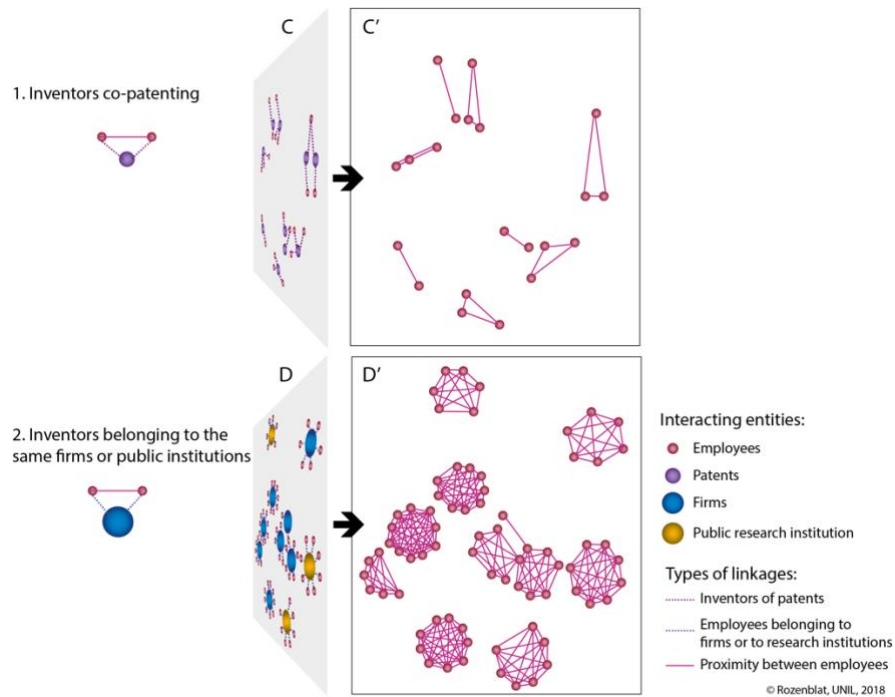 C
C'
1. Inventors co-patenting
D
D'
2. Inventors belonging to the
same firms or public institutions
Interacting entities:
Employees
Patents
Firms
Public research institution
Types of linkages:
Inventors of patents
Employees belonging to
firms or to research institutions
Proximity between employees
© Rozenblat, UNIL, 2018